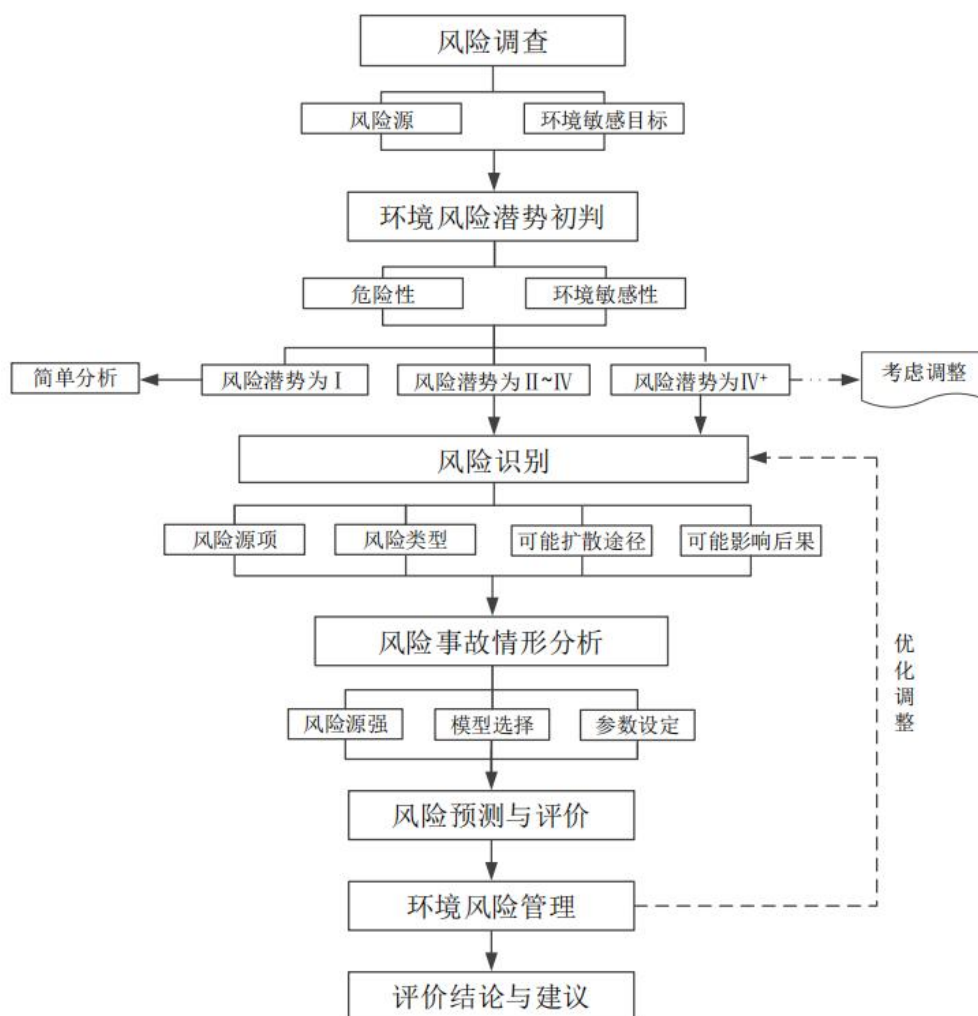 风险调查
风险源
环境敏感目标
环境风险潜势初判
危险性
环境敏感性
简单分析
风险潜势为Ⅰ
风险潜势为Ⅱ~Ⅳ
风险潜势为Ⅳ⁺
考虑调整
风险识别
风险源项
风险类型
可能扩散途径
可能影响后果
风险事故情形分析
优化调整
风险源强
模型选择
参数设定
风险预测与评价
环境风险管理
评价结论与建议